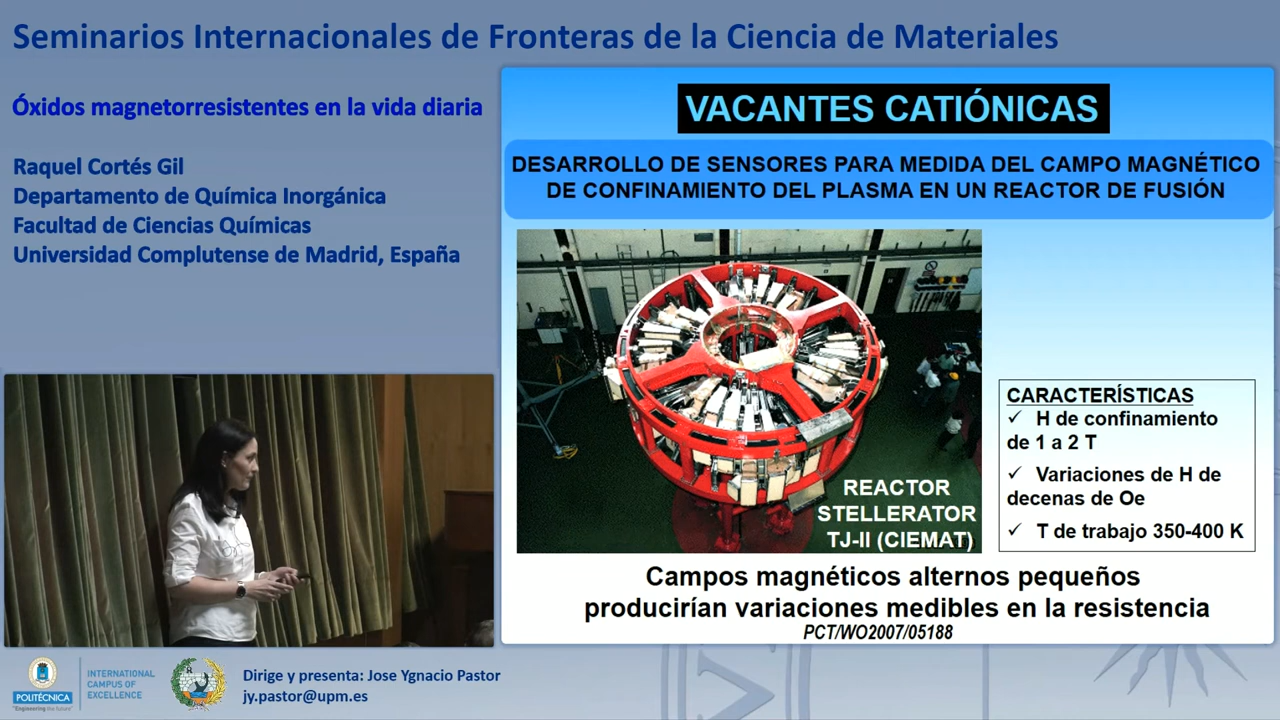 Seminarios Internacionales de Fronteras de la Ciencia de Materiales
Óxidos magnetorresistentes en la vida diaria
Raquel Cortés Gil
Departamento de Química Inorgánica
Facultad de Ciencias Químicas
Universidad Complutense de Madrid, España
VACANTES CATIÓNICAS
DESARROLLO DE SENSORES PARA MEDIDA DEL CAMPO MAGNÉTICO
DE CONFINAMIENTO DEL PLASMA EN UN REACTOR DE FUSIÓN
REACTOR
STELLERATOR
TJ-II (CIEMAT)
CARACTERÍSTICAS
✓ H de confinamiento
de 1 a 2 T
✓ Variaciones de H de
decenas de Oe
✓ T de trabajo 350-400 K
Campos magnéticos alternos pequeños
producirían variaciones medibles en la resistencia
PCT/WO2007/05188
POLITÉCNICA
"Engineering the future"
INTERNATIONAL
CAMPUS OF
EXCELLENCE
Dirige y presenta: Jose Ygnacio Pastor
jy.pastor@upm.es